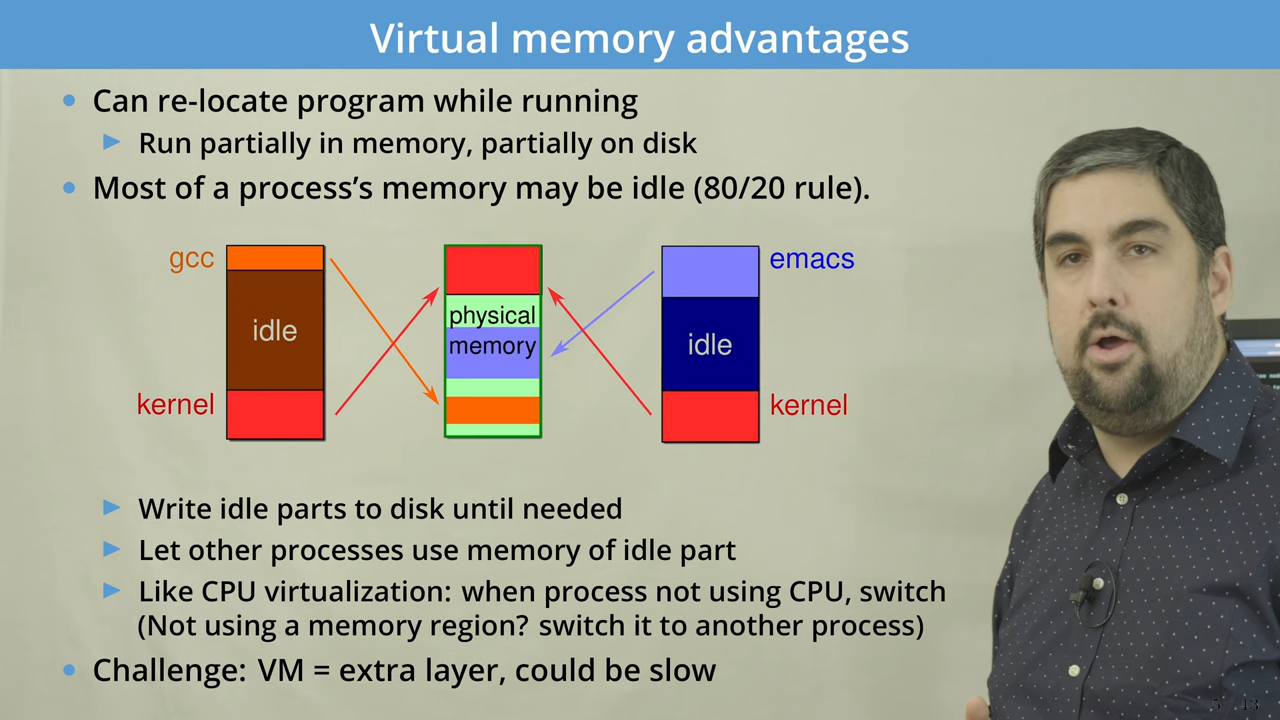 Virtual memory advantages
Can re-locate program while running
Run partially in memory, partially on disk
Most of a process's memory may be idle (80/20 rule).
gcc
idle
kernel
physical
memory
emacs
idle
kernel
Write idle parts to disk until needed
Let other processes use memory of idle part
Like CPU virtualization: when process not using CPU, switch
(Not using a memory region? switch it to another process)
Challenge: VM = extra layer, could be slow